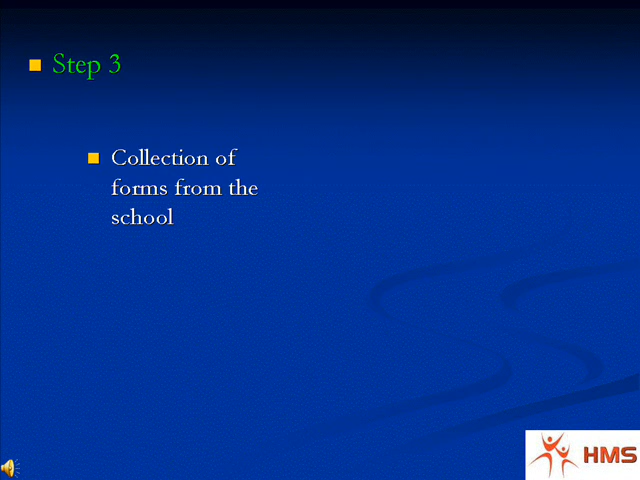 Step 3
Collection of
forms from the
school
HMS